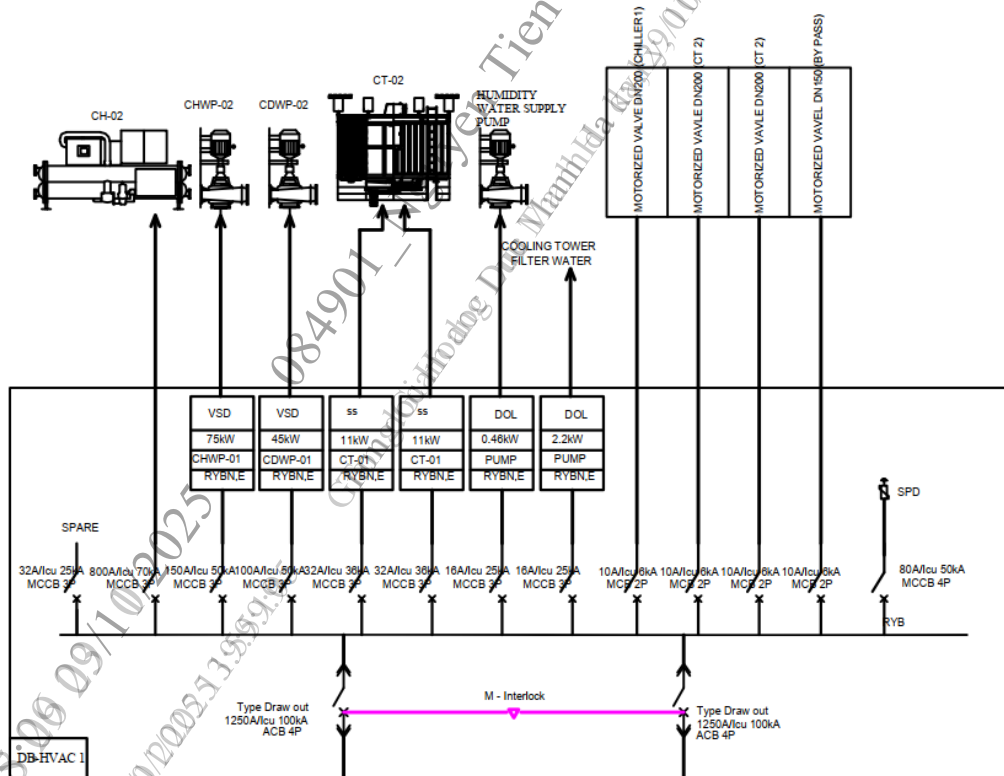 CH-02
CHWP-02
CDWP-02
CT-02
HUMIDITY
WATER SUPPLY
PUMP
MOTORIZED VALVE DN200 (CHILLER1)
MOTORIZED VAVLE DN200 (CT 2)
MOTORIZED VAVLE DN200 (CT 2)
MOTORIZED VAVEL DN150 (BY PASS)
COOLING TOWER
FILTER WATER
VSD
75kW
CHWP-01
RYBN,E
VSD
45kW
CDWP-01
RYBN,E
ss
11kW
CT-01
RYBN,E
ss
11kW
CT-01
RYBN,E
DOL
0.46kW
PUMP
RYBN,E
DOL
2.2kW
PUMP
RYBN,E
SPD
SPARE
32A/Icu 25kA
MCCB 3P
800A/Icu 70kA
MCCB 3P
150A/Icu 50kA
MCCB 3P
100A/Icu 50kA
MCCB 3P
32A/Icu 36kA
MCCB 3P
32A/Icu 36kA
MCCB 3P
16A/Icu 25kA
MCCB 3P
16A/Icu 25kA
MCCB 3P
10A/Icu 6kA
MCB 2P
10A/Icu 6kA
MCB 2P
10A/Icu 6kA
MCB 2P
10A/Icu 6kA
MCB 2P
80A/Icu 50kA
MCCB 4P
RYB
Type Draw out
1250A/Icu 100kA
ACB 4P
M - Interlock
Type Draw out
1250A/Icu 100kA
ACB 4P
DB-HVAC 1
084901_Nguyen Tien
29/10/2025